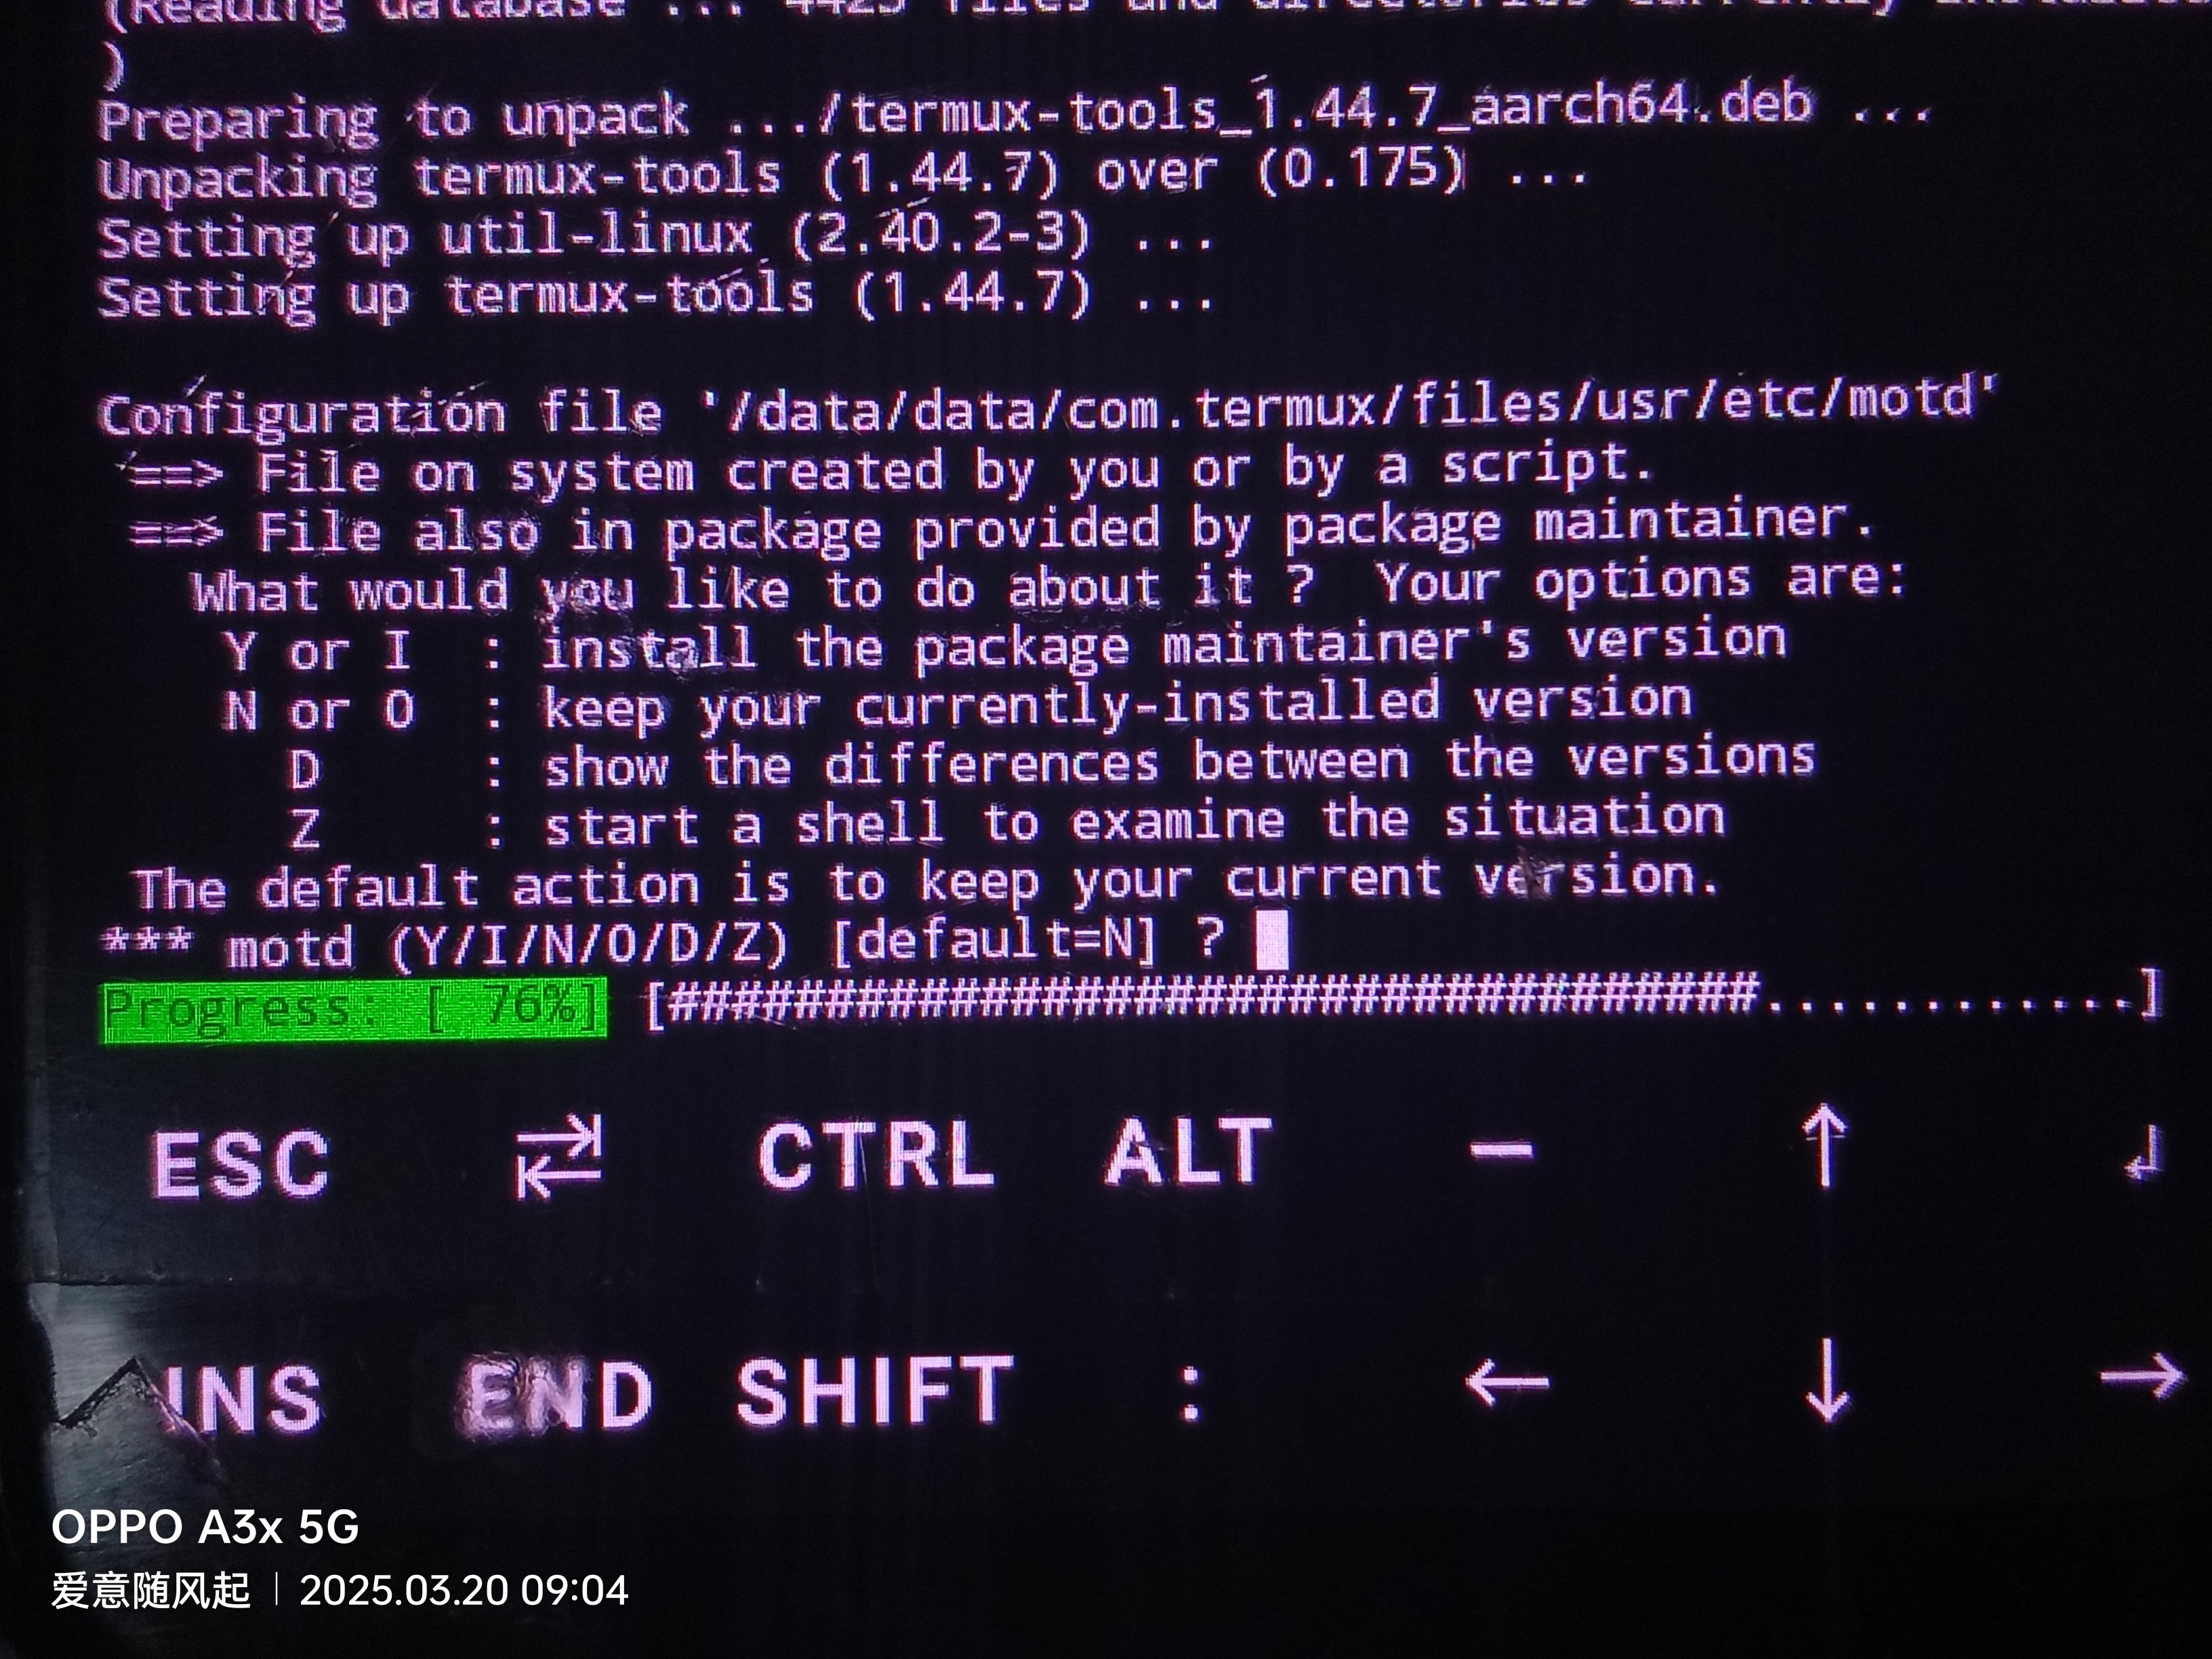 (Reading database ... 4425 files and directories currently installed
)
Preparing to unpack .../termux-tools_1.44.7_aarch64.deb ...
Unpacking termux-tools (1.44.7) over (0.175) ...
Setting up util-linux (2.40.2-3) ...
Setting up termux-tools (1.44.7) ...
Configuration file '/data/data/com.termux/files/usr/etc/motd'
==> File on system created by you or by a script.
==> File also in package provided by package maintainer.
What would you like to do about it ?  Your options are:
Y or I  : install the package maintainer's version
N or O  : keep your currently-installed version
D     : show the differences between the versions
Z     : start a shell to examine the situation
The default action is to keep your current version.
*** motd (Y/I/N/O/D/Z) [default=N] ?
Progress: [ 76%] [###################################............]
ESC ⇄ CTRL ALT — ↑ ↲
INS END SHIFT : ← ↓ →
OPPO A3x 5G
爱意随风起 | 2025.03.20 09:04